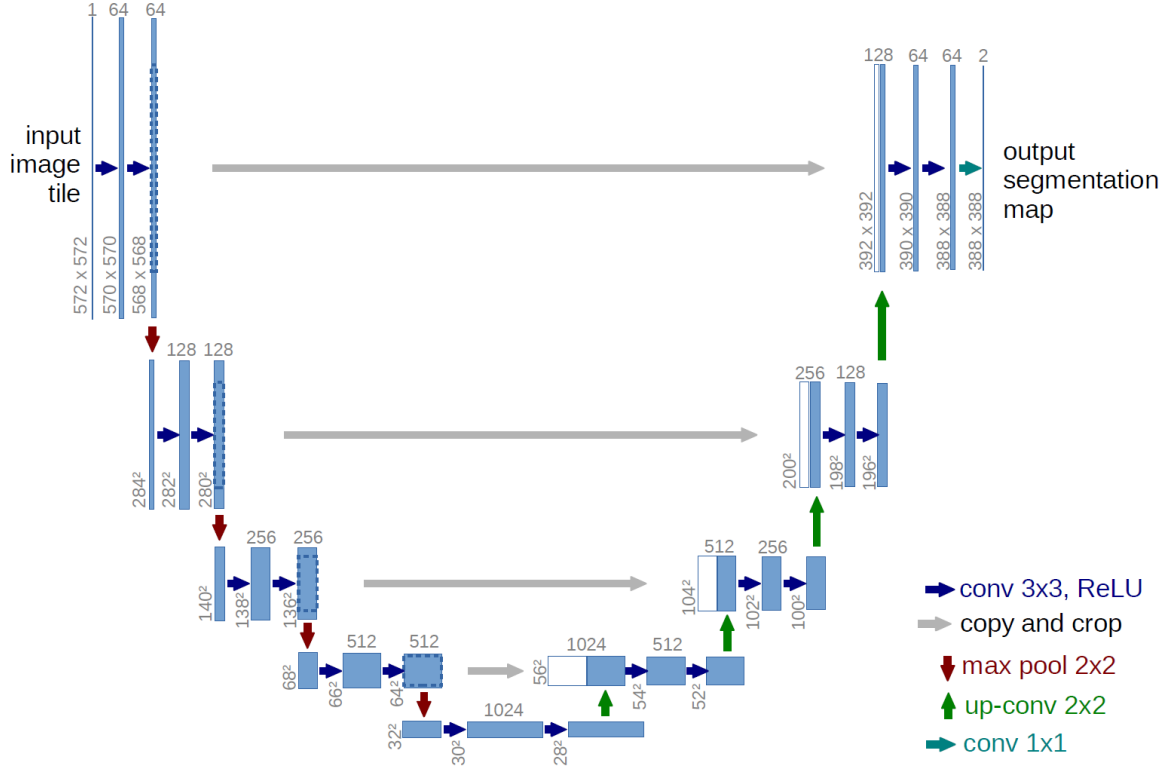 1 64 64
input
image
tile
572 x 572
570 x 570
568 x 568
128 64 64 2
output
segmentation
map
392 x 392
390 x 390
388 x 388
388 x 388
128 128
284²
282²
280²
256 128
200²
198²
196²
256 256
140²
138²
136²
512 256
104²
102²
100²
512 512
68²
66²
64²
1024 512
56²
54²
52²
1024
32²
30²
28²
conv 3x3, ReLU
copy and crop
max pool 2x2
up-conv 2x2
conv 1x1